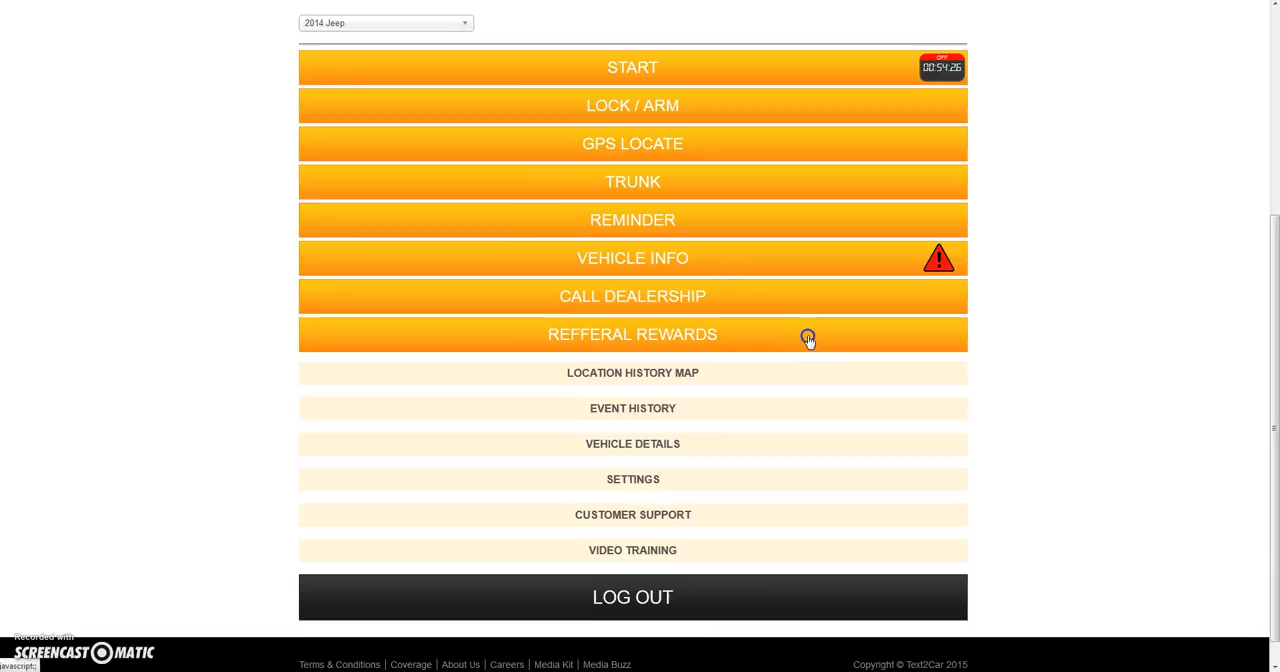 2014 Jeep
START
OFF
00:54:26
LOCK / ARM
GPS LOCATE
TRUNK
REMINDER
VEHICLE INFO
CALL DEALERSHIP
REFFERAL REWARDS
LOCATION HISTORY MAP
EVENT HISTORY
VEHICLE DETAILS
SETTINGS
CUSTOMER SUPPORT
VIDEO TRAINING
LOG OUT
Recorded with
SCREENCAST-O-MATIC
javascript:;
Terms & Conditions | Coverage | About Us | Careers | Media Kit | Media Buzz
Copyright © Text2Car 2015